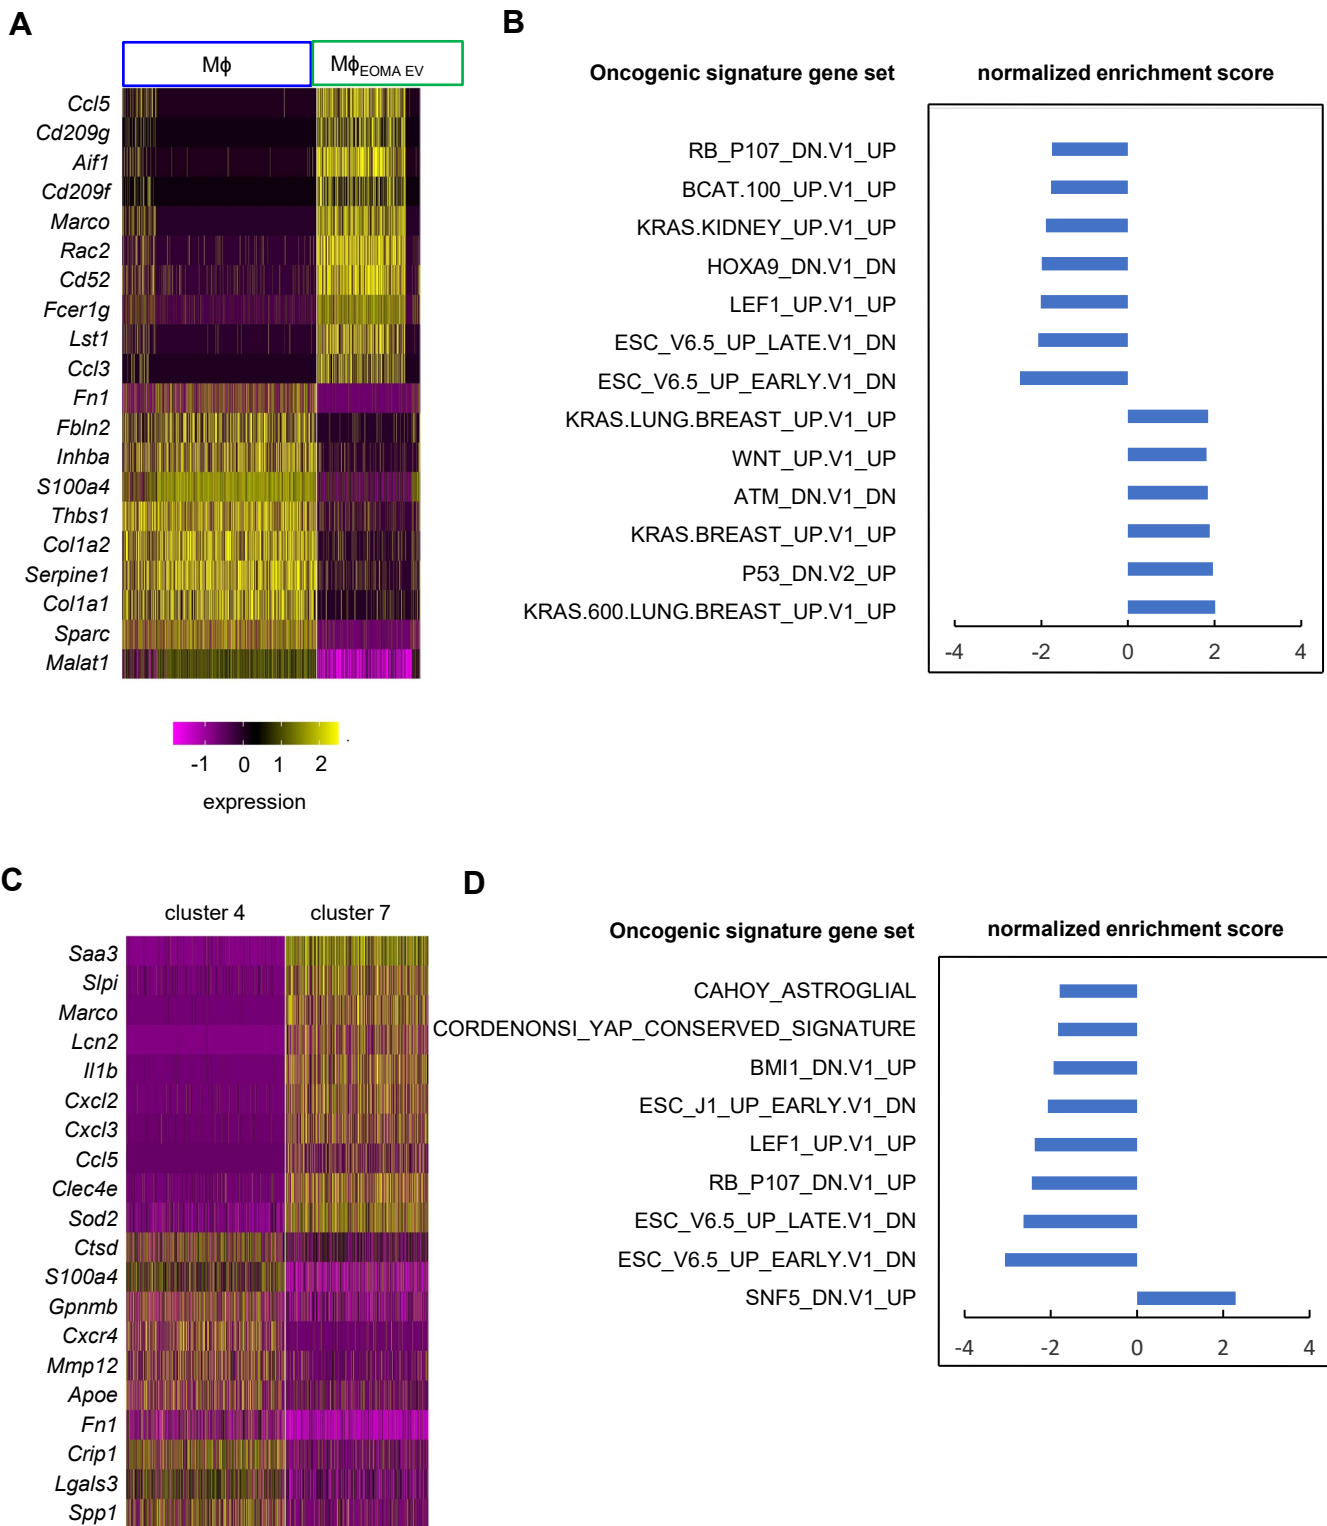 A
Mϕ
MϕEOMA EV
Ccl5
Cd209g
Aif1
Cd209f
Marco
Rac2
Cd52
Fcer1g
Lst1
Ccl3
Fn1
Fbln2
Inhba
S100a4
Thbs1
Col1a2
Serpine1
Col1a1
Sparc
Malat1
-1 0 1 2
expression
B
Oncogenic signature gene set
normalized enrichment score
RB_P107_DN.V1_UP
BCAT.100_UP.V1_UP
KRAS.KIDNEY_UP.V1_UP
HOXA9_DN.V1_DN
LEF1_UP.V1_UP
ESC_V6.5_UP_LATE.V1_DN
ESC_V6.5_UP_EARLY.V1_DN
KRAS.LUNG.BREAST_UP.V1_UP
WNT_UP.V1_UP
ATM_DN.V1_DN
KRAS.BREAST_UP.V1_UP
P53_DN.V2_UP
KRAS.600.LUNG.BREAST_UP.V1_UP
-4 -2 0 2 4
C
cluster 4
cluster 7
Saa3
Slpi
Marco
Lcn2
Il1b
Cxcl2
Cxcl3
Ccl5
Clec4e
Sod2
Ctsd
S100a4
Gpnmb
Cxcr4
Mmp12
Apoe
Fn1
Crip1
Lgals3
Spp1
D
Oncogenic signature gene set
normalized enrichment score
CAHOY_ASTROGLIAL
CORDENONSI_YAP_CONSERVED_SIGNATURE
BMI1_DN.V1_UP
ESC_J1_UP_EARLY.V1_DN
LEF1_UP.V1_UP
RB_P107_DN.V1_UP
ESC_V6.5_UP_LATE.V1_DN
ESC_V6.5_UP_EARLY.V1_DN
SNF5_DN.V1_UP
-4 -2 0 2 4